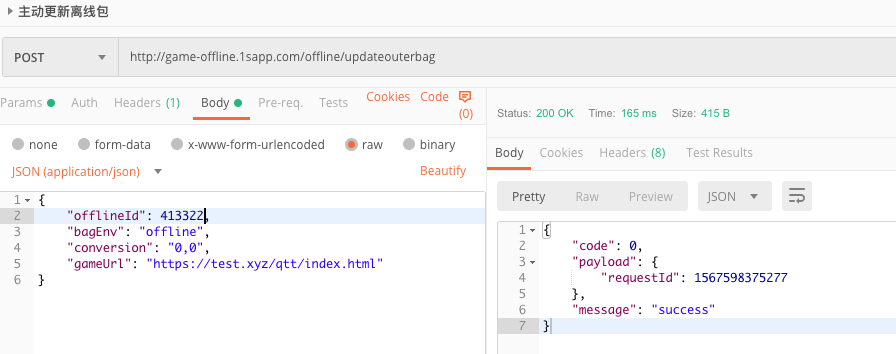 主动更新离线包
POST http://game-offline.1sapp.com/offline/updateouterbag
Params Auth Headers (1) Body Pre-req. Tests Cookies Code (0)
none form-data x-www-form-urlencoded raw binary
JSON (application/json) Beautify
1 {
2 "offlineId": 413322,
3 "bagEnv": "offline",
4 "conversion": "0,0",
5 "gameUrl": "https://test.xyz/qtt/index.html"
6 }
Status: 200 OK Time: 165 ms Size: 415 B
Body Cookies Headers (8) Test Results
Pretty Raw Preview JSON
1 {
2 "code": 0,
3 "payload": {
4 "requestId": 1567598375277
5 },
6 "message": "success"
7 }